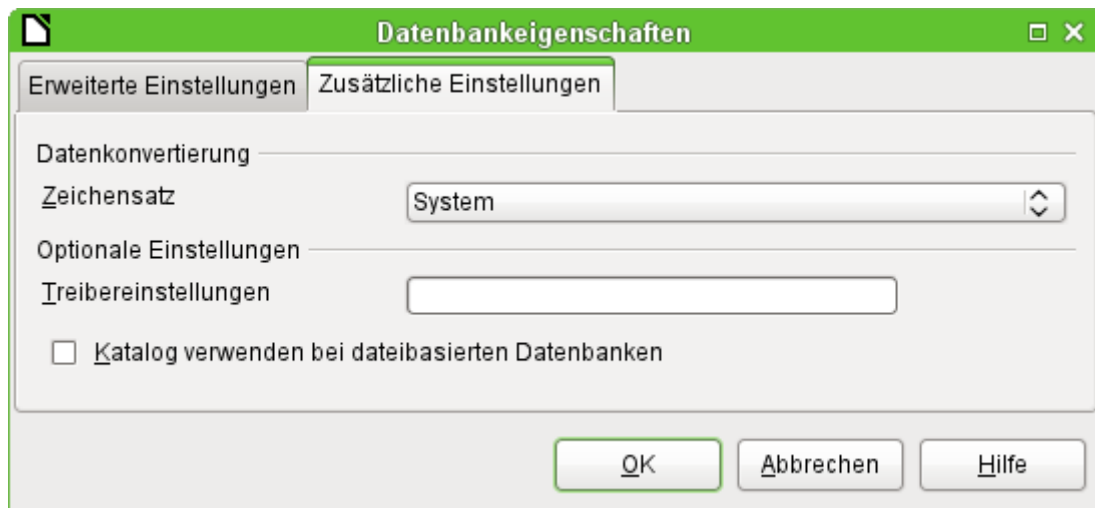 Datenbankeigenschaften
Erweiterte Einstellungen Zusätzliche Einstellungen
Datenkonvertierung
Zeichensatz System
Optionale Einstellungen
Treibereinstellungen
Katalog verwenden bei dateibasierten Datenbanken
OK Abbrechen Hilfe